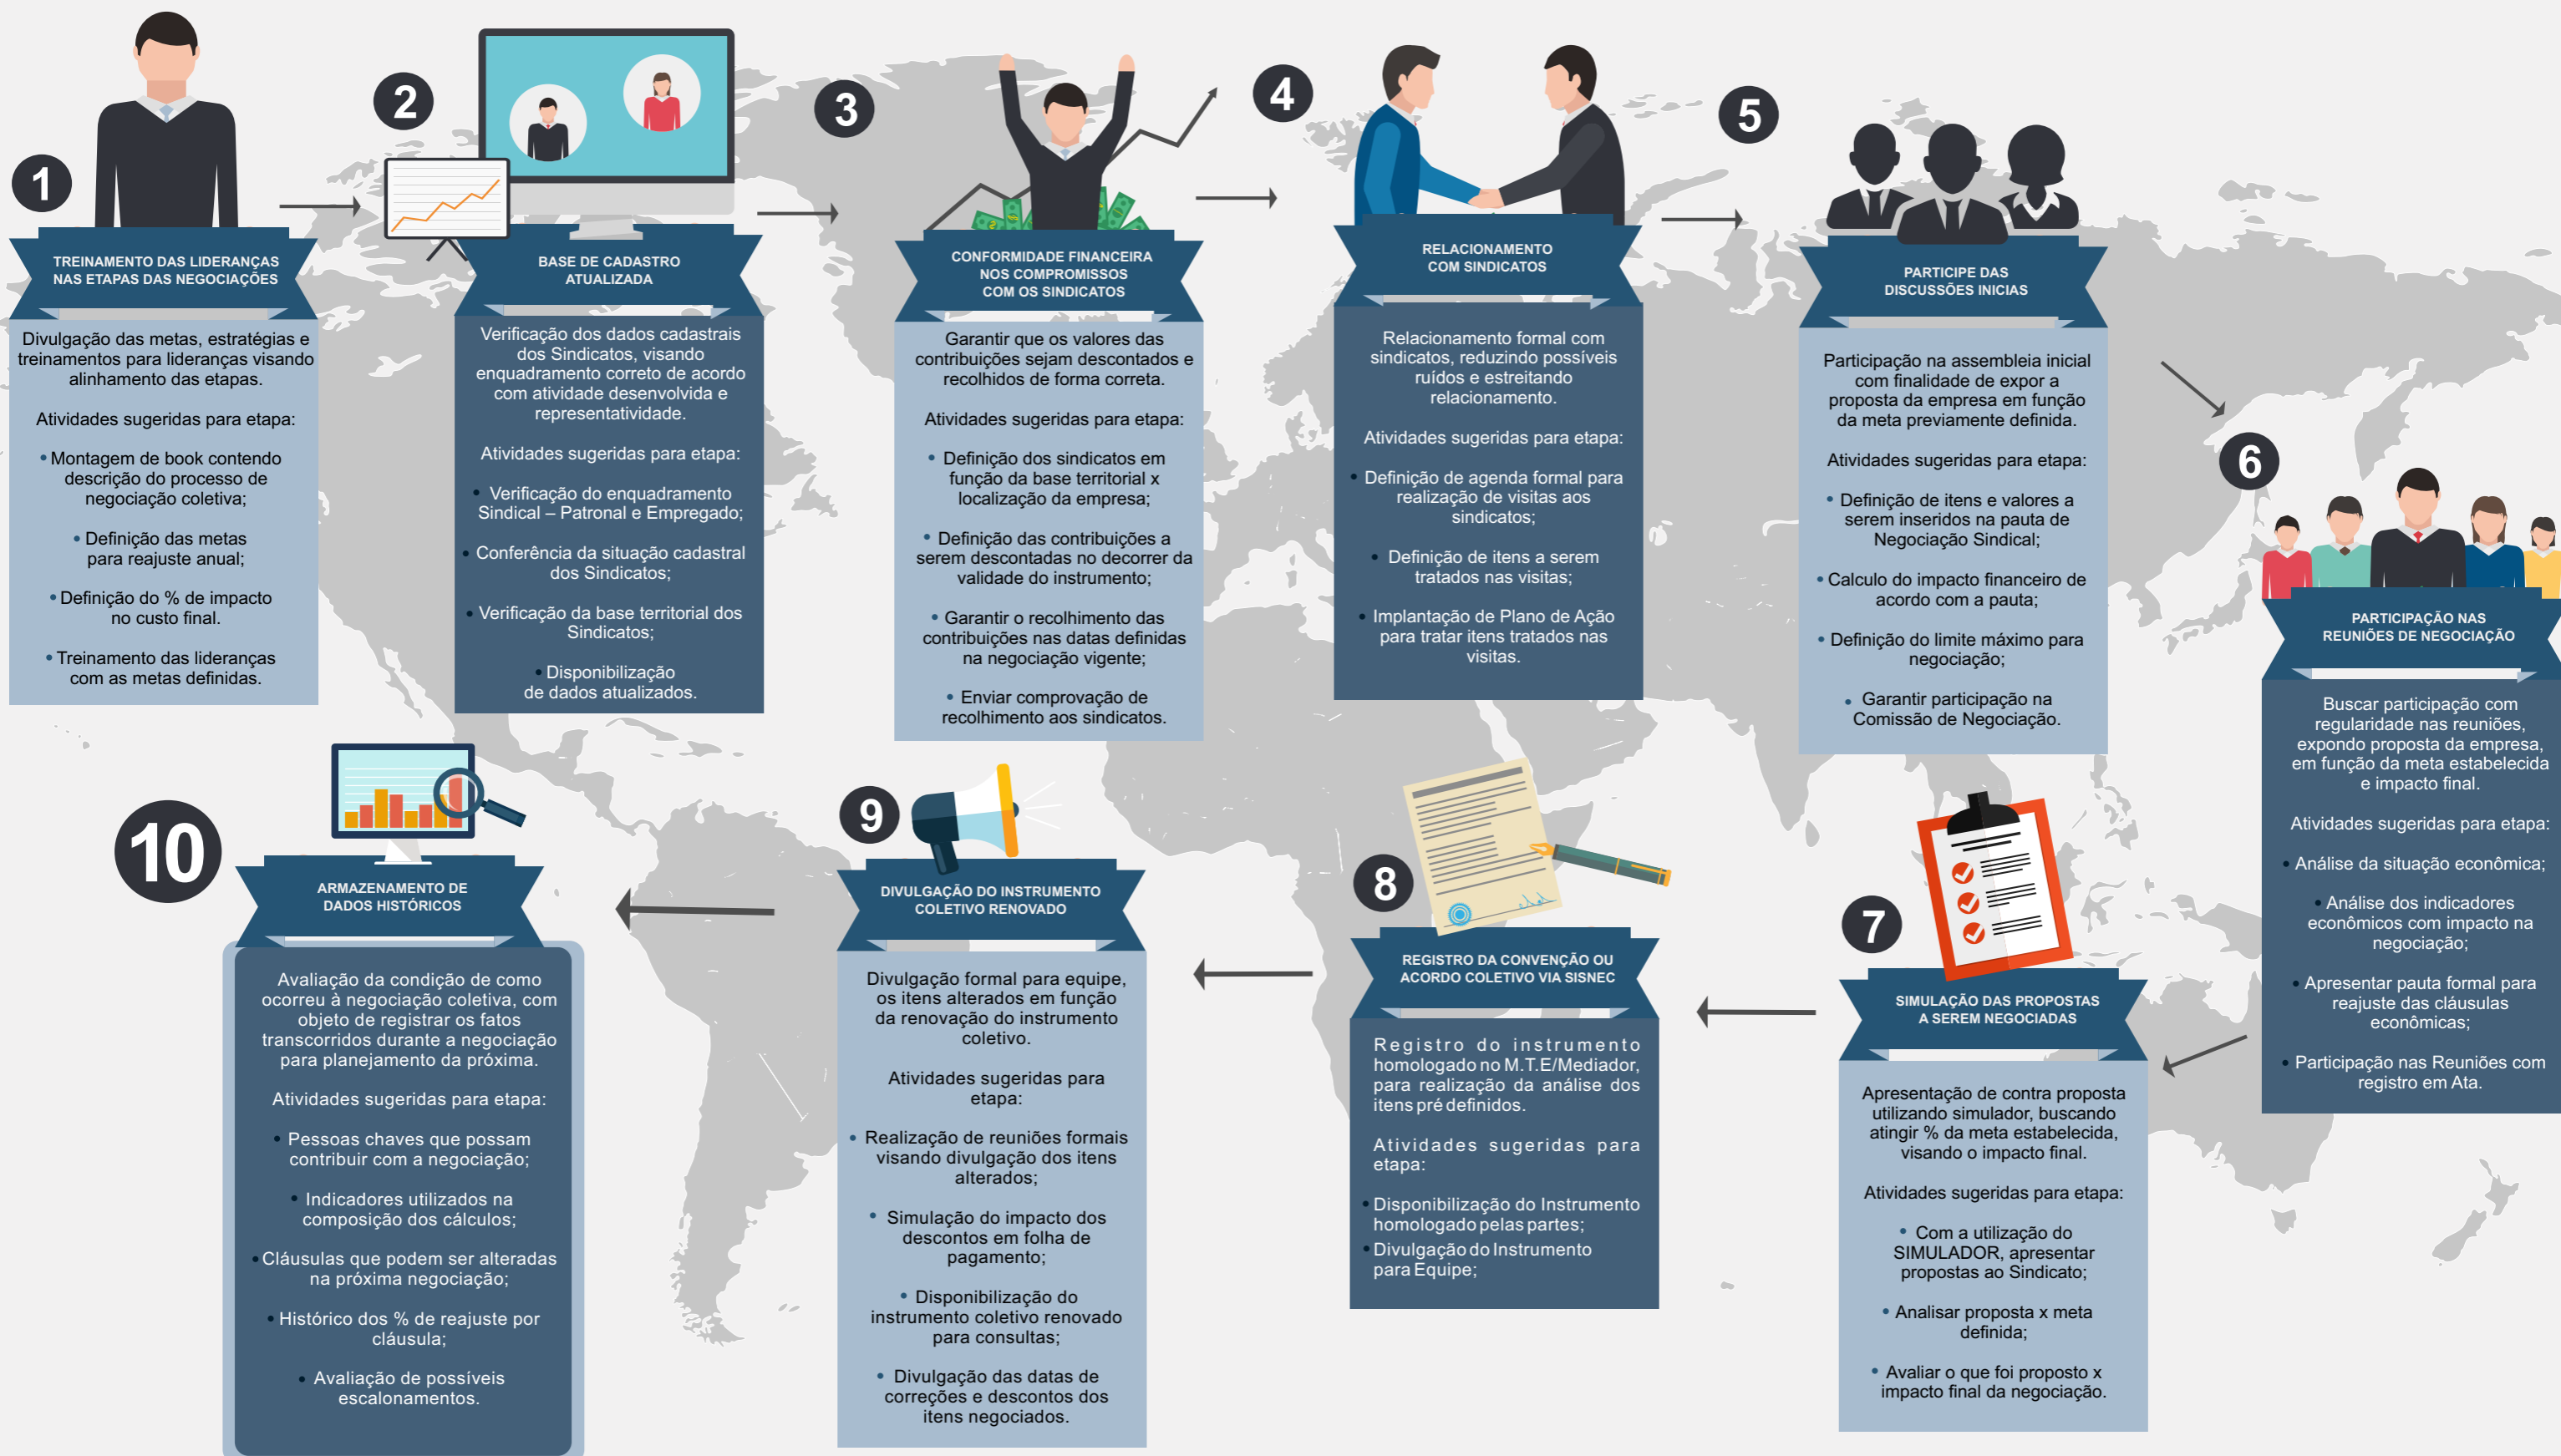 1
TREINAMENTO DAS LIDERANÇAS
NAS ETAPAS DAS NEGOCIAÇÕES
Divulgação das metas, estratégias e
treinamentos para lideranças visando
alinhamento das etapas.
Atividades sugeridas para etapa:
• Montagem de book contendo
descrição do processo de
negociação coletiva;
• Definição das metas
para reajuste anual;
• Definição do % de impacto
no custo final.
• Treinamento das lideranças
com as metas definidas.
2
BASE DE CADASTRO
ATUALIZADA
Verificação dos dados cadastrais
dos Sindicatos, visando
enquadramento correto de acordo
com atividade desenvolvida e
representatividade.
Atividades sugeridas para etapa:
• Verificação do enquadramento
Sindical – Patronal e Empregado;
• Conferência da situação cadastral
dos Sindicatos;
• Verificação da base territorial dos
Sindicatos;
• Disponibilização
de dados atualizados.
3
CONFORMIDADE FINANCEIRA
NOS COMPROMISSOS
COM OS SINDICATOS
Garantir que os valores das
contribuições sejam descontados e
recolhidos de forma correta.
Atividades sugeridas para etapa:
• Definição dos sindicatos em
função da base territorial x
localização da empresa;
• Definição das contribuições a
serem descontadas no decorrer da
validade do instrumento;
• Garantir o recolhimento das
contribuições nas datas definidas
na negociação vigente;
• Enviar comprovação de
recolhimento aos sindicatos.
4
RELACIONAMENTO
COM SINDICATOS
Relacionamento formal com
sindicatos, reduzindo possíveis
ruídos e estreitando
relacionamento.
Atividades sugeridas para etapa:
• Definição de agenda formal para
realização de visitas aos
sindicatos;
• Definição de itens a serem
tratados nas visitas;
• Implantação de Plano de Ação
para tratar itens tratados nas
visitas.
5
PARTICIPE DAS
DISCUSSÕES INICIAS
Participação na assembleia inicial
com finalidade de expor a
proposta da empresa em função
da meta previamente definida.
Atividades sugeridas para etapa:
• Definição de itens e valores a
serem inseridos na pauta de
Negociação Sindical;
• Calculo do impacto financeiro de
acordo com a pauta;
• Definição do limite máximo para
negociação;
• Garantir participação na
Comissão de Negociação.
6
PARTICIPAÇÃO NAS
REUNIÕES DE NEGOCIAÇÃO
Buscar participação com
regularidade nas reuniões,
expondo proposta da empresa,
em função da meta estabelecida
e impacto final.
Atividades sugeridas para etapa:
• Análise da situação econômica;
• Análise dos indicadores
econômicos com impacto na
negociação;
• Apresentar pauta formal para
reajuste das cláusulas
econômicas;
• Participação nas Reuniões com
registro em Ata.
7
SIMULAÇÃO DAS PROPOSTAS
A SEREM NEGOCIADAS
Apresentação de contra proposta
utilizando simulador, buscando
atingir % da meta estabelecida,
visando o impacto final.
Atividades sugeridas para etapa:
• Com a utilização do
SIMULADOR, apresentar
propostas ao Sindicato;
• Analisar proposta x meta
definida;
• Avaliar o que foi proposto x
impacto final da negociação.
8
REGISTRO DA CONVENÇÃO OU
ACORDO COLETIVO VIA SISNEC
Registro do instrumento
homologado no M.T.E/Mediador,
para realização da análise dos
itens pré definidos.
Atividades sugeridas para
etapa:
• Disponibilização do Instrumento
homologado pelas partes;
• Divulgação do Instrumento
para Equipe;
9
DIVULGAÇÃO DO INSTRUMENTO
COLETIVO RENOVADO
Divulgação formal para equipe,
os itens alterados em função
da renovação do instrumento
coletivo.
Atividades sugeridas para
etapa:
• Realização de reuniões formais
visando divulgação dos itens
alterados;
• Simulação do impacto dos
descontos em folha de
pagamento;
• Disponibilização do
instrumento coletivo renovado
para consultas;
• Divulgação das datas de
correções e descontos dos
itens negociados.
10
ARMAZENAMENTO DE
DADOS HISTÓRICOS
Avaliação da condição de como
ocorreu à negociação coletiva, com
objeto de registrar os fatos
transcorridos durante a negociação
para planejamento da próxima.
Atividades sugeridas para etapa:
• Pessoas chaves que possam
contribuir com a negociação;
• Indicadores utilizados na
composição dos cálculos;
• Cláusulas que podem ser alteradas
na próxima negociação;
• Histórico dos % de reajuste por
cláusula;
• Avaliação de possíveis
escalonamentos.